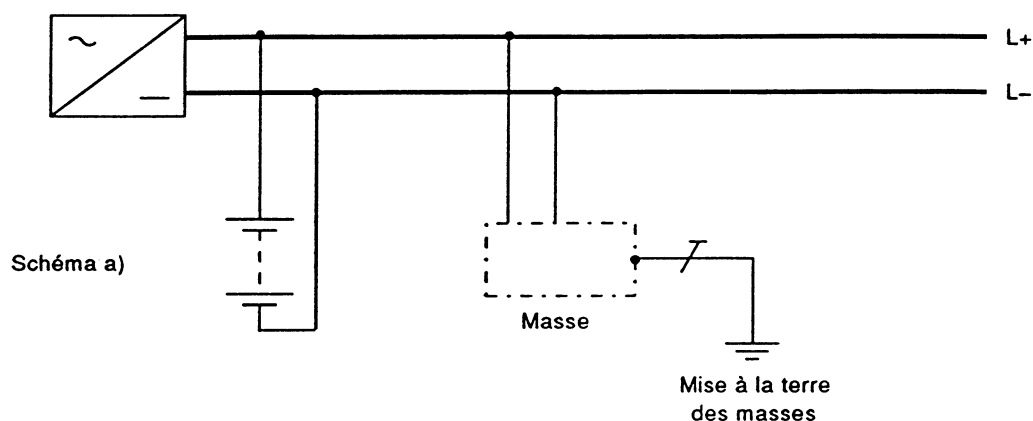 L+
L–
Schéma a)
Masse
Mise à la terre
des masses